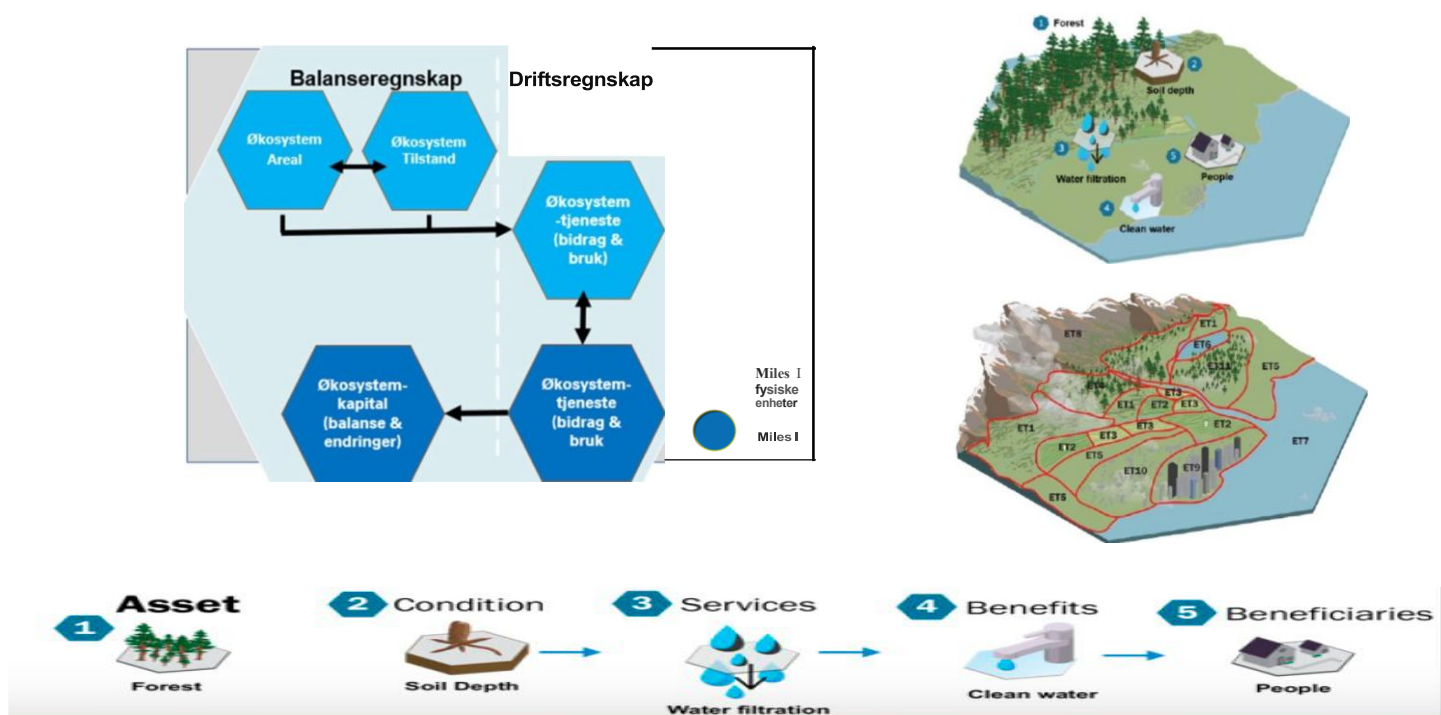 Balanseregnskap
Driftsregnskap
Økosystem
Areal
Økosystem
Tilstand
Økosystem
-tjeneste
(bidrag &
bruk)
Økosystem-
kapital
(balanse &
endringer)
Økosystem-
tjeneste
(bidrag &
bruk
Miles I
fysiske
enheter
Miles I
1 Forest
2
Soil depth
3
Water filtration
5
People
4
Clean water
ET8
ET1
ET6
ET11
ET5
ET4
ET3
ET1
ET2
ET3
ET1
ET2
ET3
ET3
ET2
ET7
ET5
ET10
ET9
ET5
1 Asset
Forest
2 Condition
Soil Depth
3 Services
Water filtration
4 Benefits
Clean water
5 Beneficiaries
People